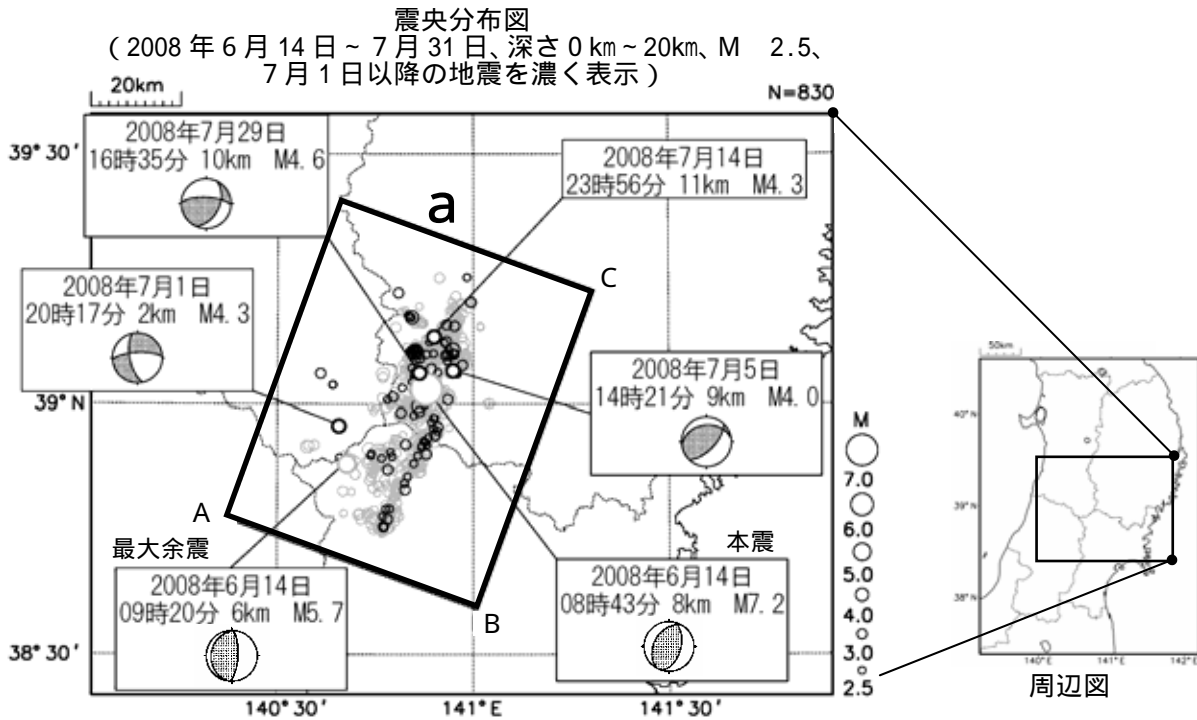 震央分布図
(2008年6月14日~7月31日、深さ0km~20km、M 2.5、
7月1日以降の地震を濃く表示)
20km
N=830
39°30'
39°N
38°30'
140°30'
141°E
141°30'
2008年7月29日
16時35分 10km M4.6
2008年7月14日
23時56分 11km M4.3
a
C
2008年7月1日
20時17分 2km M4.3
2008年7月5日
14時21分 9km M4.0
A
B
最大余震
2008年6月14日
09時20分 6km M5.7
本震
2008年6月14日
08時43分 8km M7.2
M
7.0
6.0
5.0
4.0
3.0
2.5
50km
40°N
39°N
38°N
140°E
141°E
142°E
周辺図